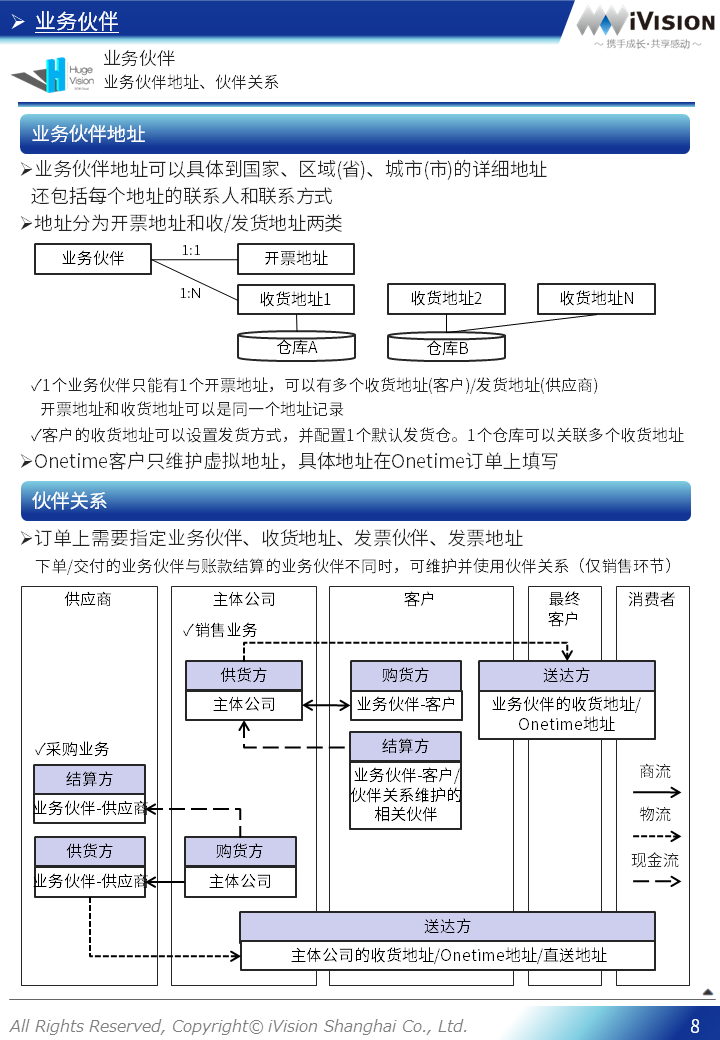 业务伙伴
iVISION
～ 携手成长·共享感动 ～
Huge
Vision
业务伙伴
业务伙伴地址、伙伴关系
业务伙伴地址
➢业务伙伴地址可以具体到国家、区域(省)、城市(市)的详细地址
还包括每个地址的联系人和联系方式
➢地址分为开票地址和收/发货地址两类
业务伙伴
1:1
开票地址
1:N
收货地址1
收货地址2
收货地址N
仓库A
仓库B
✓1个业务伙伴只能有1个开票地址，可以有多个收货地址(客户)/发货地址(供应商)
开票地址和收货地址可以是同一个地址记录
✓客户的收货地址可以设置发货方式，并配置1个默认发货仓。1个仓库可以关联多个收货地址
➢Onetime客户只维护虚拟地址，具体地址在Onetime订单上填写
伙伴关系
➢订单上需要指定业务伙伴、收货地址、发票伙伴、发票地址
下单/交付的业务伙伴与账款结算的业务伙伴不同时，可维护并使用伙伴关系（仅销售环节）
供应商
主体公司
客户
最终
客户
消费者
✓销售业务
供货方
主体公司
购货方
业务伙伴-客户
送达方
业务伙伴的收货地址/
Onetime地址
结算方
业务伙伴-客户/
伙伴关系维护的
相关伙伴
✓采购业务
结算方
业务伙伴-供应商
供货方
业务伙伴-供应商
购货方
主体公司
商流
物流
现金流
送达方
主体公司的收货地址/Onetime地址/直送地址
All Rights Reserved, Copyright© iVision Shanghai Co., Ltd.
8